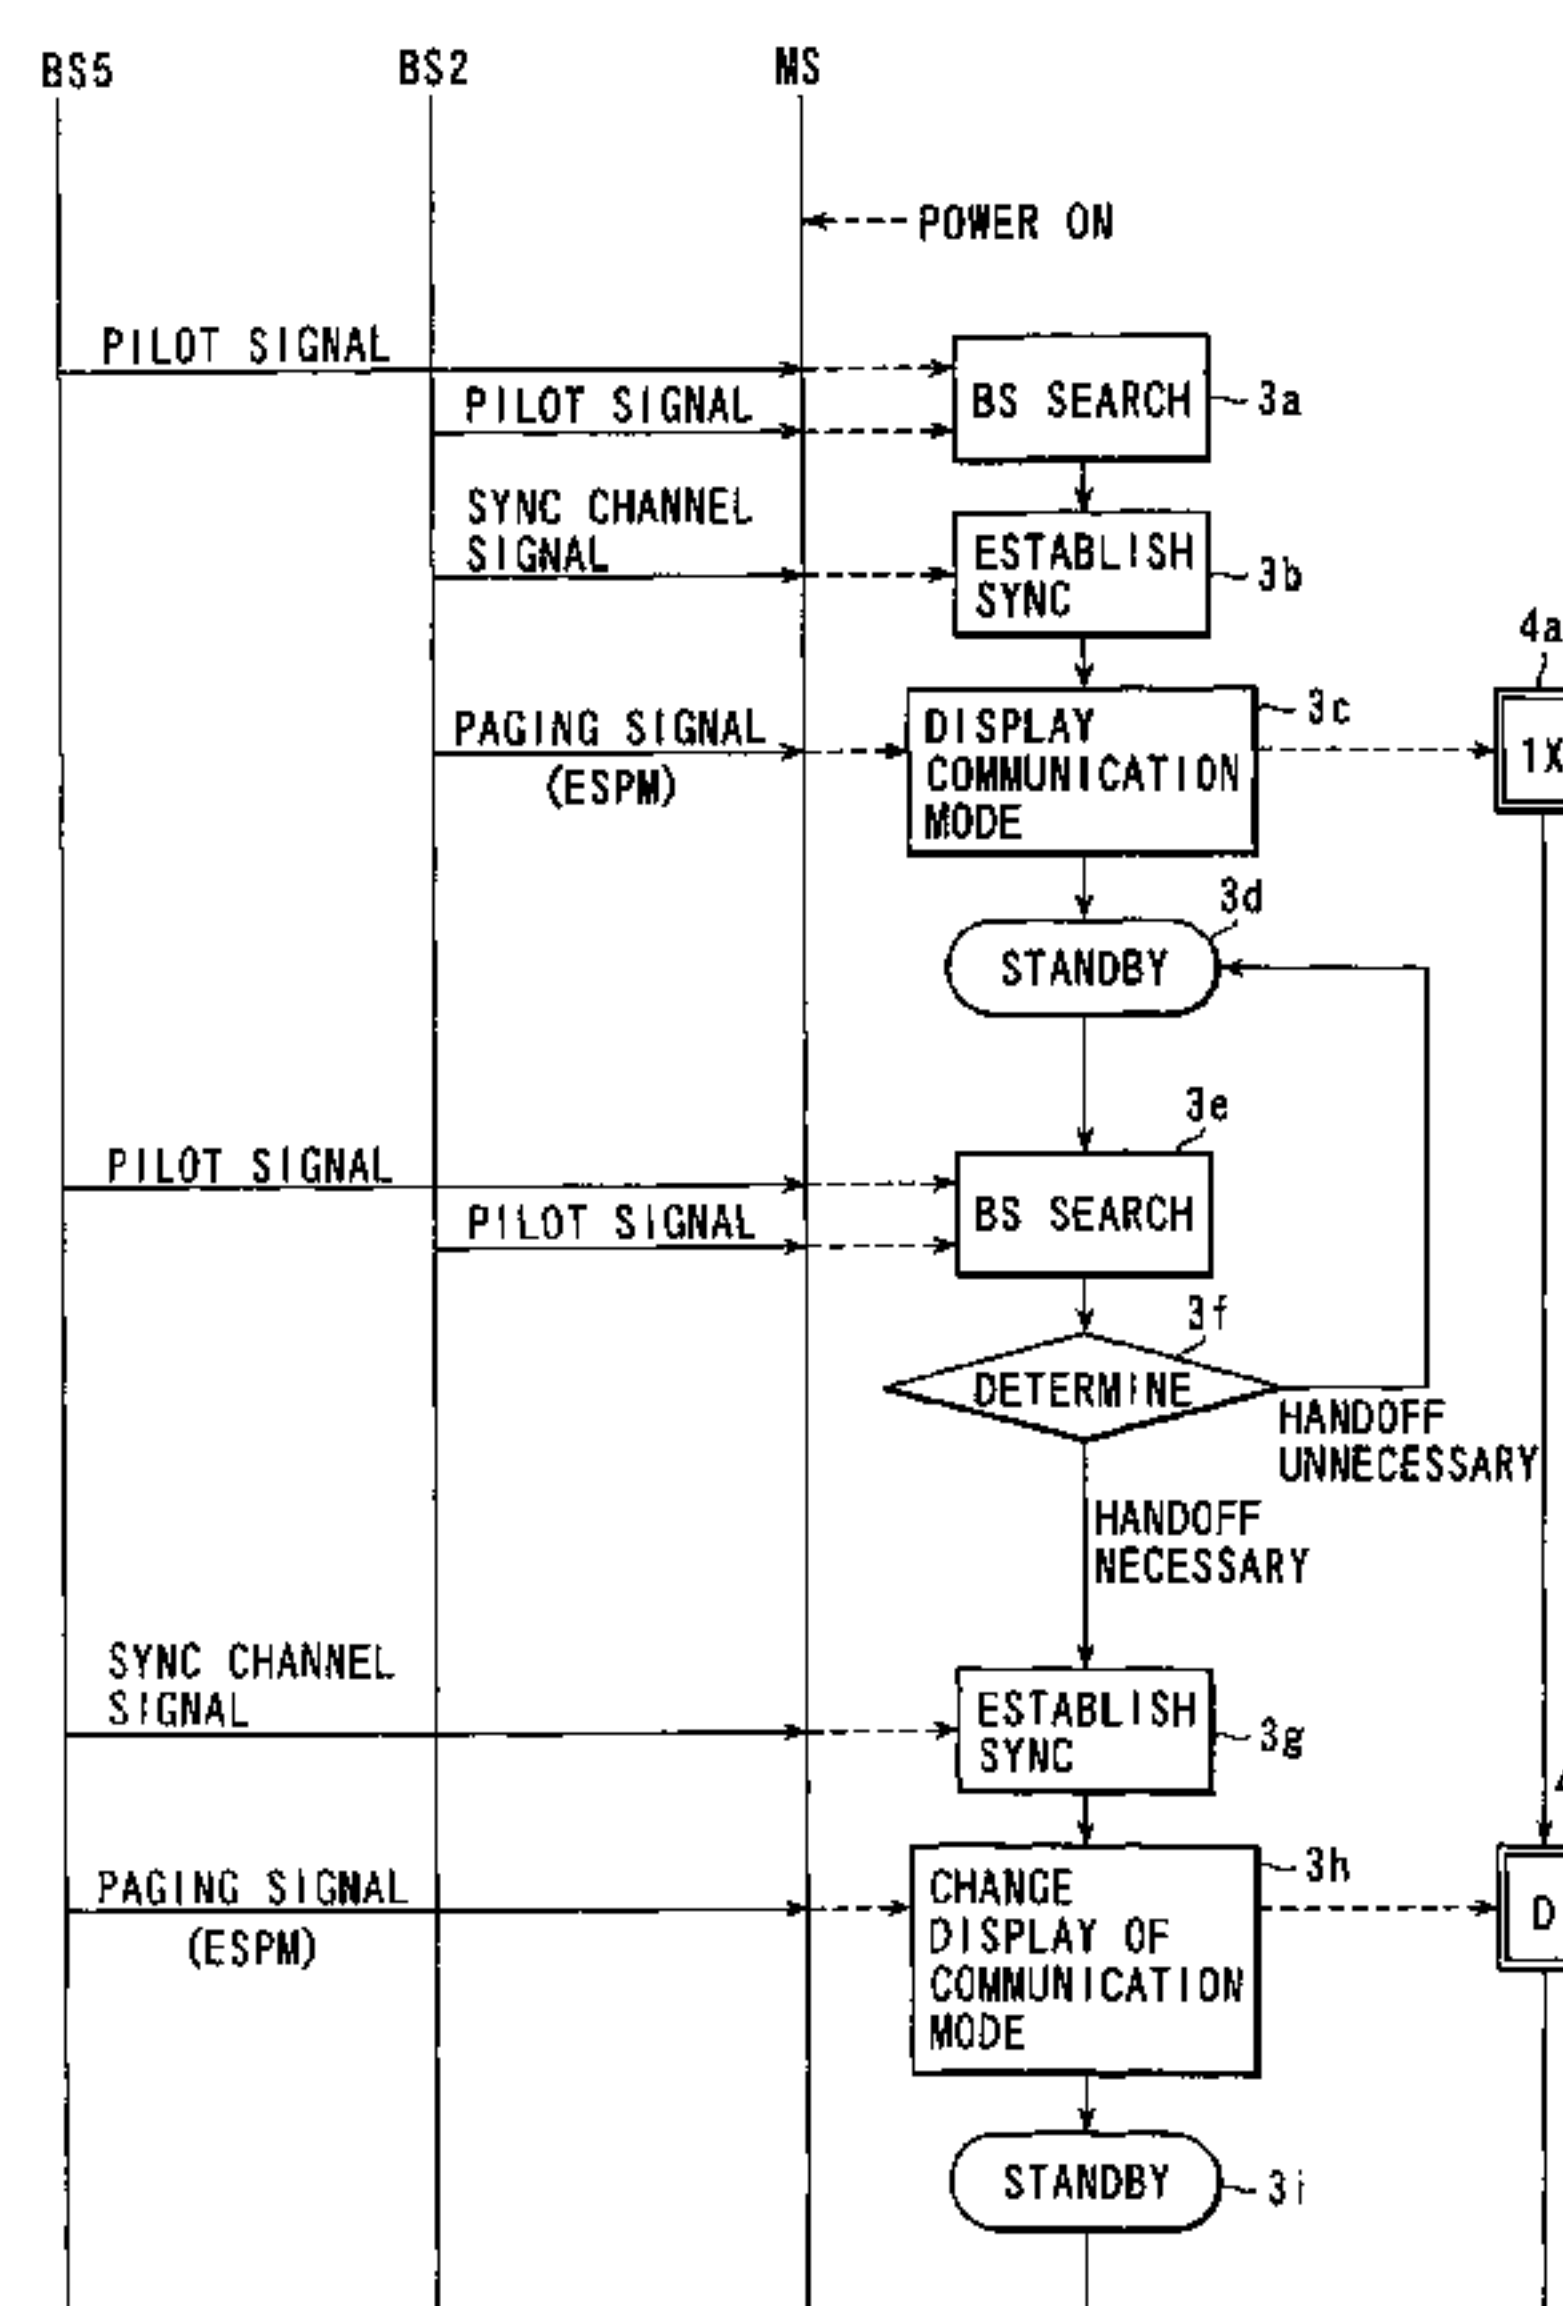 BS5
BS2
MS
POWER ON
PILOT SIGNAL
PILOT SIGNAL
BS SEARCH
3a
SYNC CHANNEL
SIGNAL
ESTABLISH
SYNC
3b
4a
PAGING SIGNAL
(ESPM)
DISPLAY
COMMUNICATION
MODE
3c
1X
3d
STANDBY
3e
PILOT SIGNAL
PILOT SIGNAL
BS SEARCH
3f
DETERMINE
HANDOFF
UNNECESSARY
HANDOFF
NECESSARY
SYNC CHANNEL
SIGNAL
ESTABLISH
SYNC
3g
PAGING SIGNAL
(ESPM)
CHANGE
DISPLAY OF
COMMUNICATION
MODE
3h
D
STANDBY
3i